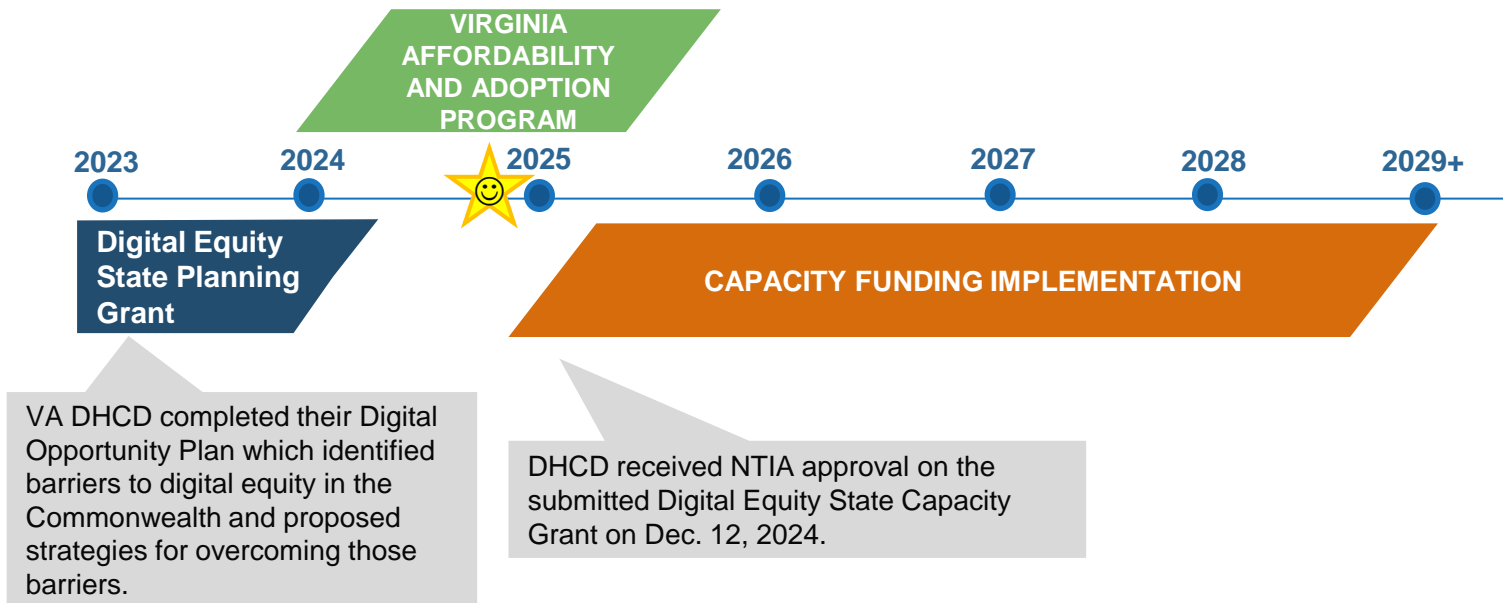 VIRGINIA
AFFORDABILITY
AND ADOPTION
PROGRAM
2023
2024
2025
2026
2027
2028
2029+
Digital Equity
State Planning
Grant
CAPACITY FUNDING IMPLEMENTATION
VA DHCD completed their Digital
Opportunity Plan which identified
barriers to digital equity in the
Commonwealth and proposed
strategies for overcoming those
barriers.
DHCD received NTIA approval on the
submitted Digital Equity State Capacity
Grant on Dec. 12, 2024.